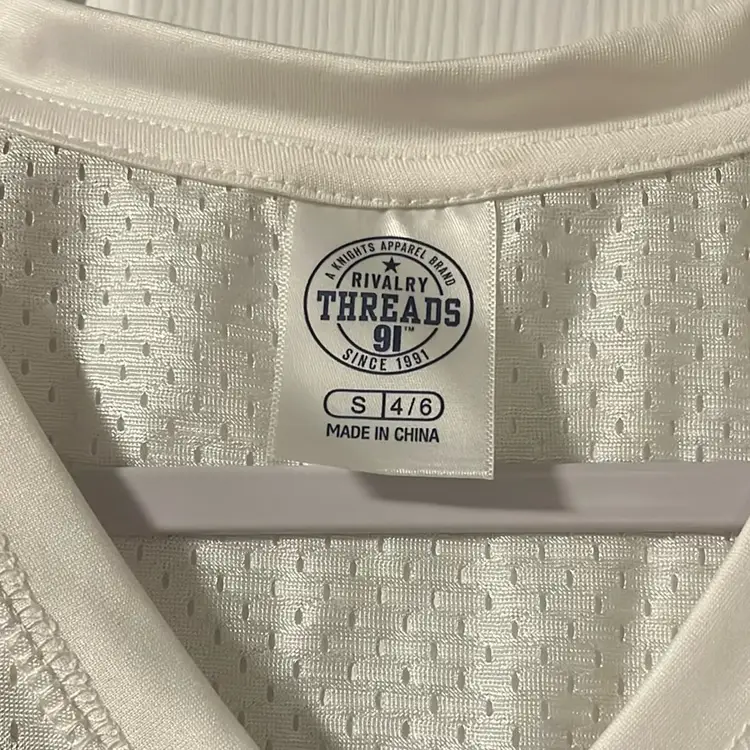 A KNIGHTS APPAREL BRAND
RIVALRY
THREADS
91™
SINCE 1991
S 4/6
MADE IN CHINA